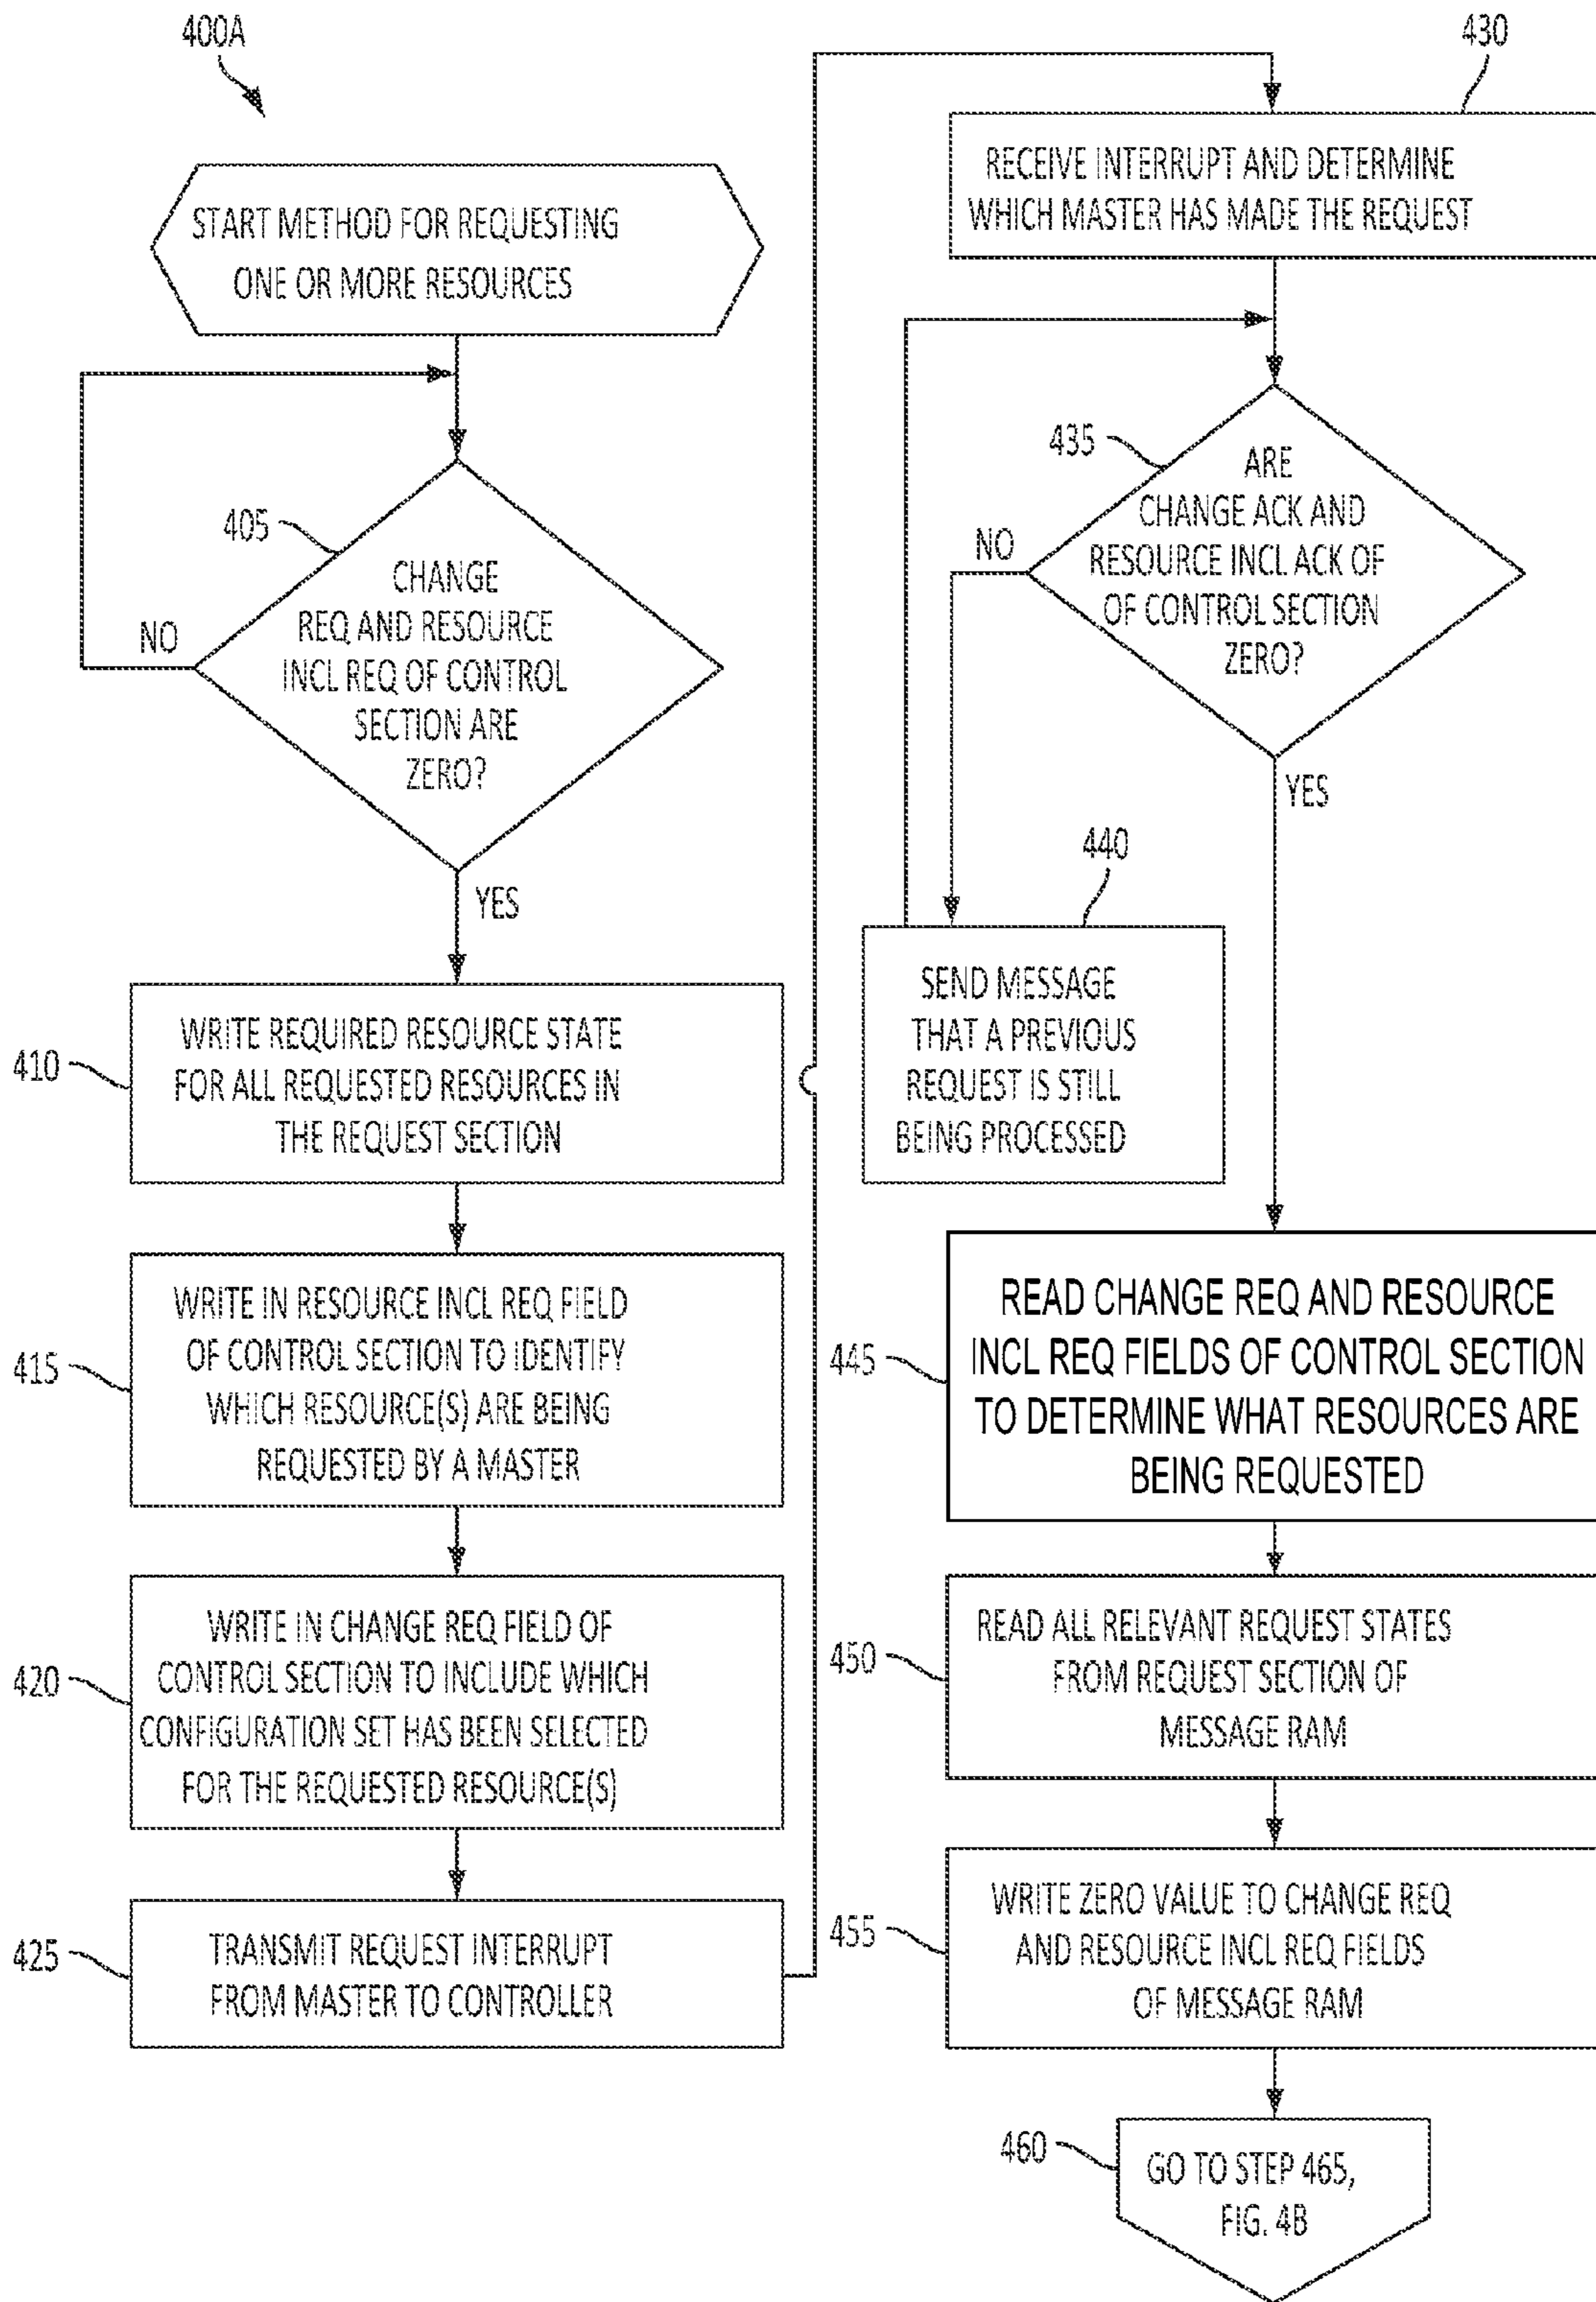 400A
START METHOD FOR REQUESTING
ONE OR MORE RESOURCES
405
CHANGE
REQ AND RESOURCE
INCL REQ OF CONTROL
SECTION ARE
ZERO?
NO
YES
410
WRITE REQUIRED RESOURCE STATE
FOR ALL REQUESTED RESOURCES IN
THE REQUEST SECTION
415
WRITE IN RESOURCE INCL REQ FIELD
OF CONTROL SECTION TO IDENTIFY
WHICH RESOURCE(S) ARE BEING
REQUESTED BY A MASTER
420
WRITE IN CHANGE REQ FIELD OF
CONTROL SECTION TO INCLUDE WHICH
CONFIGURATION SET HAS BEEN SELECTED
FOR THE REQUESTED RESOURCE(S)
425
TRANSMIT REQUEST INTERRUPT
FROM MASTER TO CONTROLLER
430
RECEIVE INTERRUPT AND DETERMINE
WHICH MASTER HAS MADE THE REQUEST
435
ARE
CHANGE ACK AND
RESOURCE INCL ACK OF
OF CONTROL SECTION
ZERO?
NO
YES
440
SEND MESSAGE
THAT A PREVIOUS
REQUEST IS STILL
BEING PROCESSED
445
READ CHANGE REQ AND RESOURCE
INCL REQ FIELDS OF CONTROL SECTION
TO DETERMINE WHAT RESOURCES ARE
BEING REQUESTED
450
READ ALL RELEVANT REQUEST STATES
FROM REQUEST SECTION OF
MESSAGE RAM
455
WRITE ZERO VALUE TO CHANGE REQ
AND RESOURCE INCL REQ FIELDS
OF MESSAGE RAM
460
GO TO STEP 465,
FIG. 4B